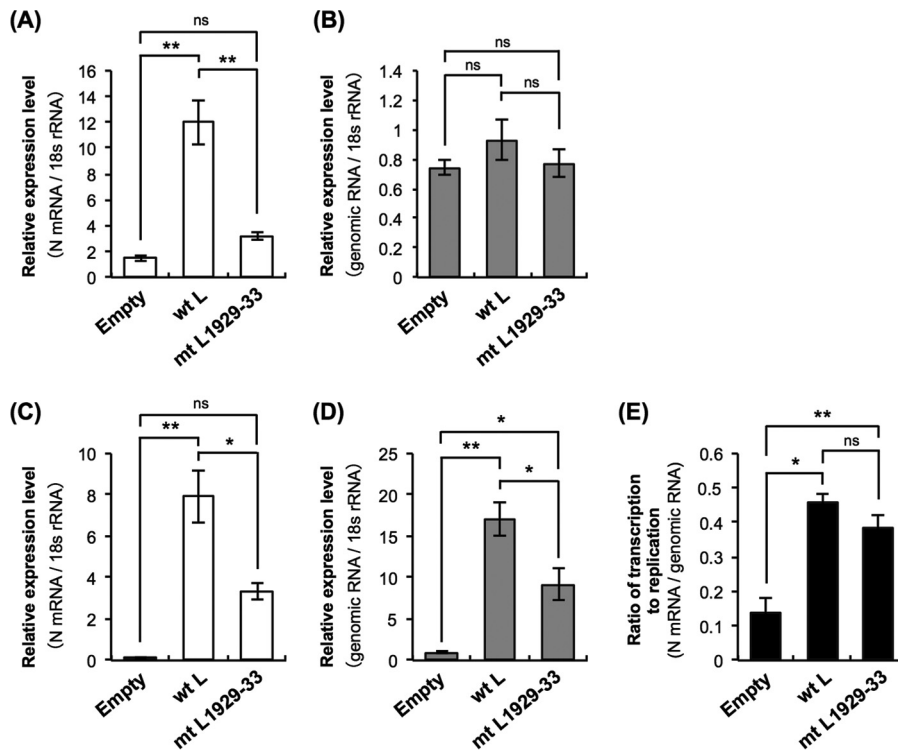 (A)
ns
**
**
Relative expression level
(N mRNA / 18s rRNA)
16
14
12
10
8
6
4
2
0
Empty
wt L
mt L1929-33
(B)
ns
ns
ns
Relative expression level
(genomic RNA / 18s rRNA)
1.4
1.2
1
0.8
0.6
0.4
0.2
0
Empty
wt L
mt L1929-33
(C)
ns
**
*
Relative expression level
(N mRNA / 18s rRNA)
10
8
6
4
2
0
Empty
wt L
mt L1929-33
(D)
*
**
*
Relative expression level
(genomic RNA / 18s rRNA)
25
20
15
10
5
0
Empty
wt L
mt L1929-33
(E)
**
ns
*
Ratio of transcription
to replication
(N mRNA / genomic RNA)
0.6
0.5
0.4
0.3
0.2
0.1
0
Empty
wt L
mt L1929-33